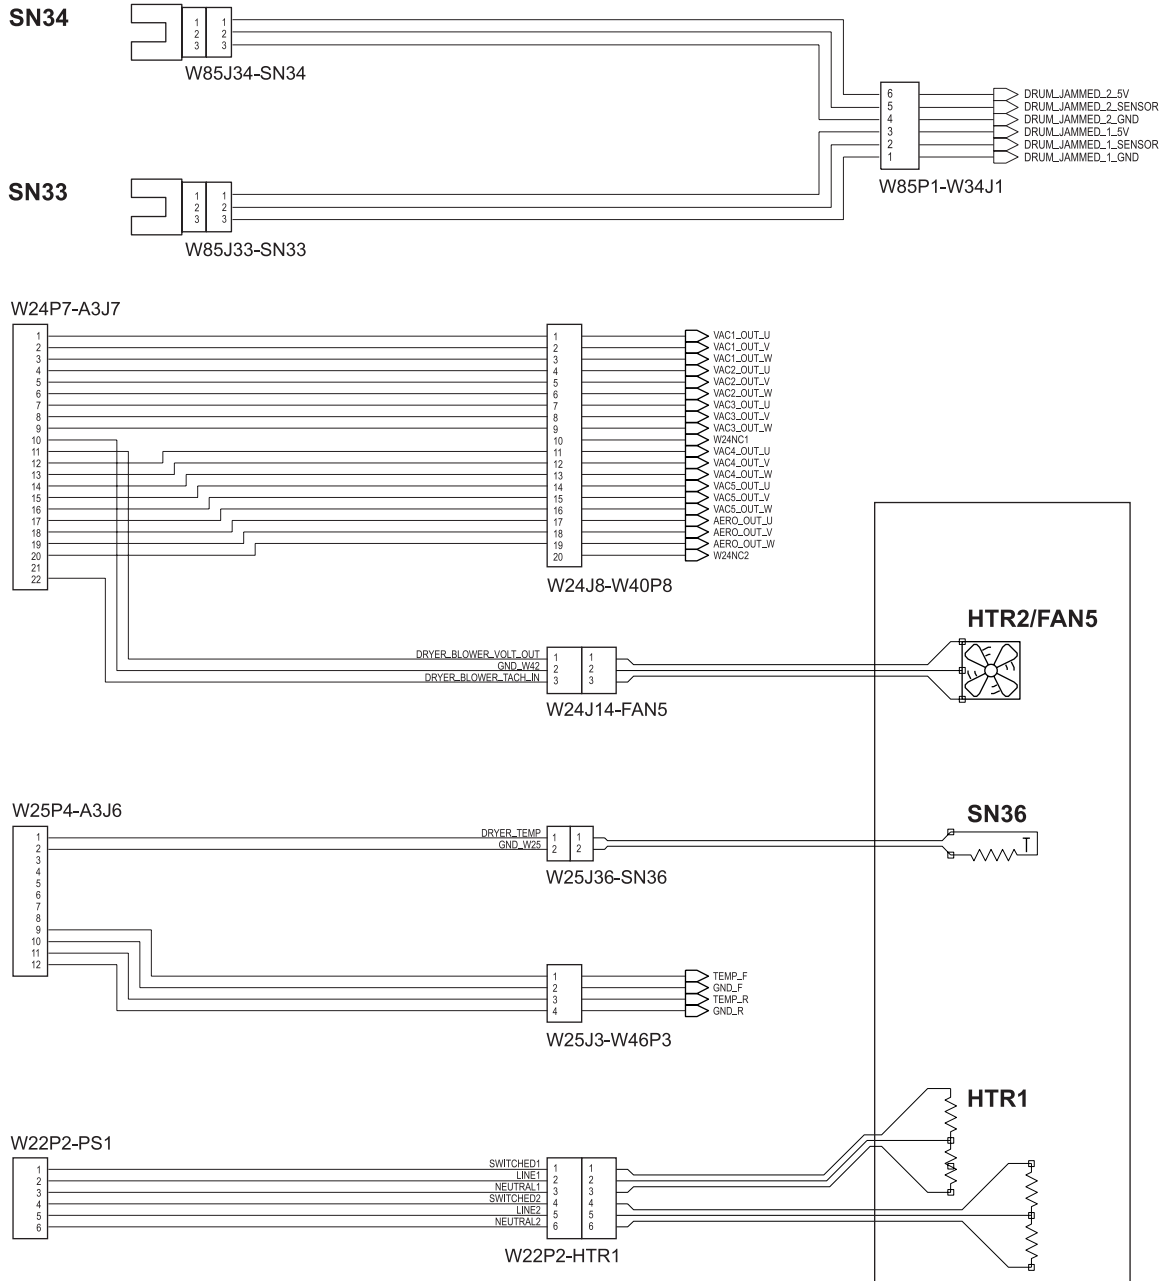 SN34
1 1
2 2
3 3
W85J34-SN34
6 DRUM_JAMMED_2_5V
5 DRUM_JAMMED_2_SENSOR
4 DRUM_JAMMED_2_GND
3 DRUM_JAMMED_1_5V
2 DRUM_JAMMED_1_SENSOR
1 DRUM_JAMMED_1_GND
W85P1-W34J1
SN33
1 1
2 2
3 3
W85J33-SN33
W24P7-A3J7
1 1 VAC1_OUT_U
2 2 VAC1_OUT_V
3 3 VAC1_OUT_W
4 4 VAC2_OUT_U
5 5 VAC2_OUT_V
6 6 VAC2_OUT_W
7 7 VAC3_OUT_U
8 8 VAC3_OUT_V
9 9 VAC3_OUT_W
10 10 W24NC1
11 11 VAC4_OUT_U
12 12 VAC4_OUT_V
13 13 VAC4_OUT_W
14 14 VAC5_OUT_U
15 15 VAC5_OUT_V
16 16 VAC5_OUT_W
17 17 AERO_OUT_U
18 18 AERO_OUT_V
19 19 AERO_OUT_W
20 20 W24NC2
21
22
W24J8-W40P8
HTR2/FAN5
DRYER_BLOWER_VOLT_OUT 1 1
GND_W42 2 2
DRYER_BLOWER_TACH_IN 3 3
W24J14-FAN5
W25P4-A3J6
SN36
1 DRYER_TEMP 1 1
2 GND_W25 2 2
T
3
4
5
6
7
8
9
10
11
12
W25J36-SN36
1 TEMP_F
2 GND_F
3 TEMP_R
4 GND_R
W25J3-W46P3
HTR1
W22P2-PS1
1 SWITCHED1 1 1
2 LINE1 2 2
3 NEUTRAL1 3 3
4 SWITCHED2 4 4
5 LINE2 5 5
6 NEUTRAL2 6 6
W22P2-HTR1